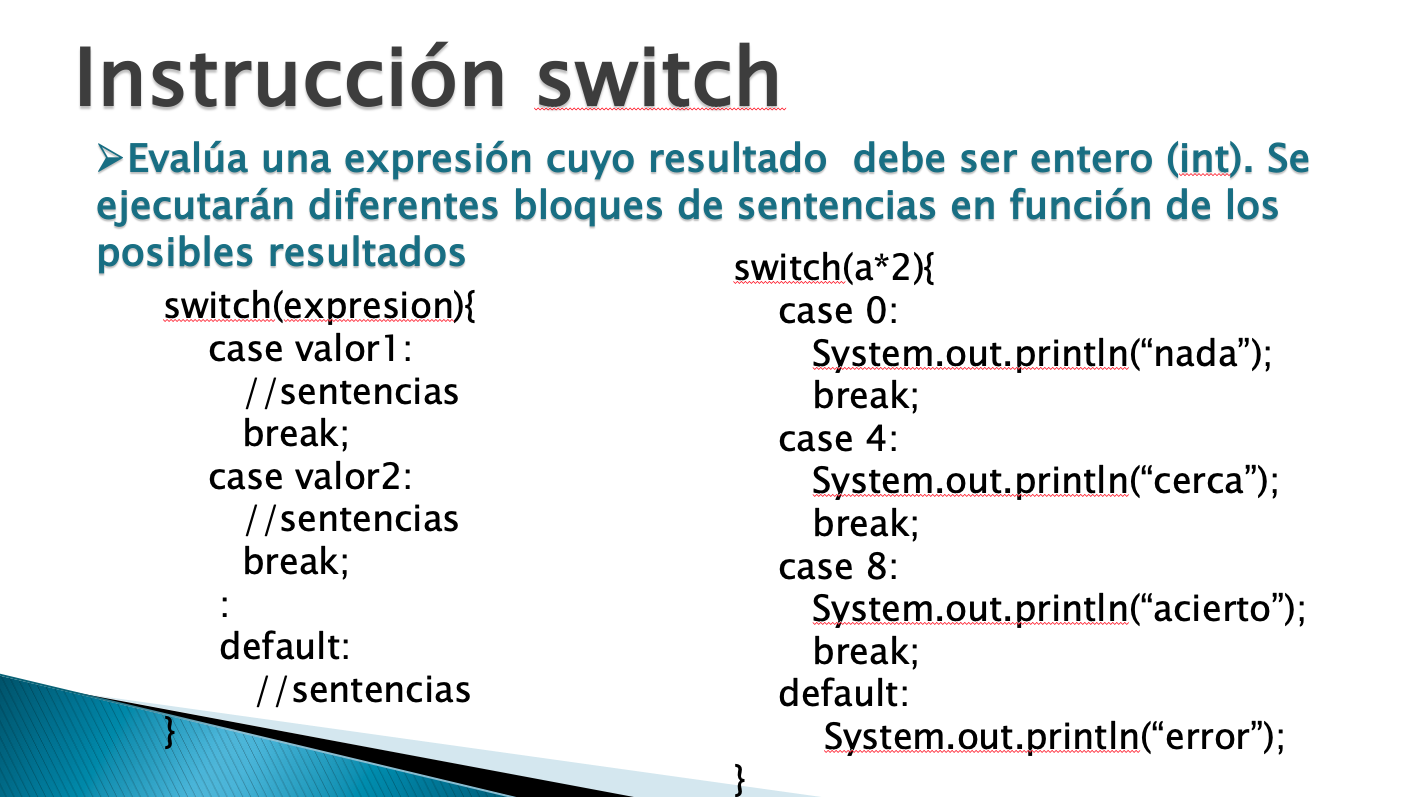 Instrucción switch
➢Evalúa una expresión cuyo resultado  debe ser entero (int). Se
ejecutarán diferentes bloques de sentencias en función de los
posibles resultados
switch(expresion){
case valor1:
//sentencias
break;
case valor2:
//sentencias
break;
:
default:
//sentencias
}
switch(a*2){
case 0:
System.out.println(“nada”);
break;
case 4:
System.out.println(“cerca”);
break;
case 8:
System.out.println(“acierto”);
break;
default:
System.out.println(“error”);
}